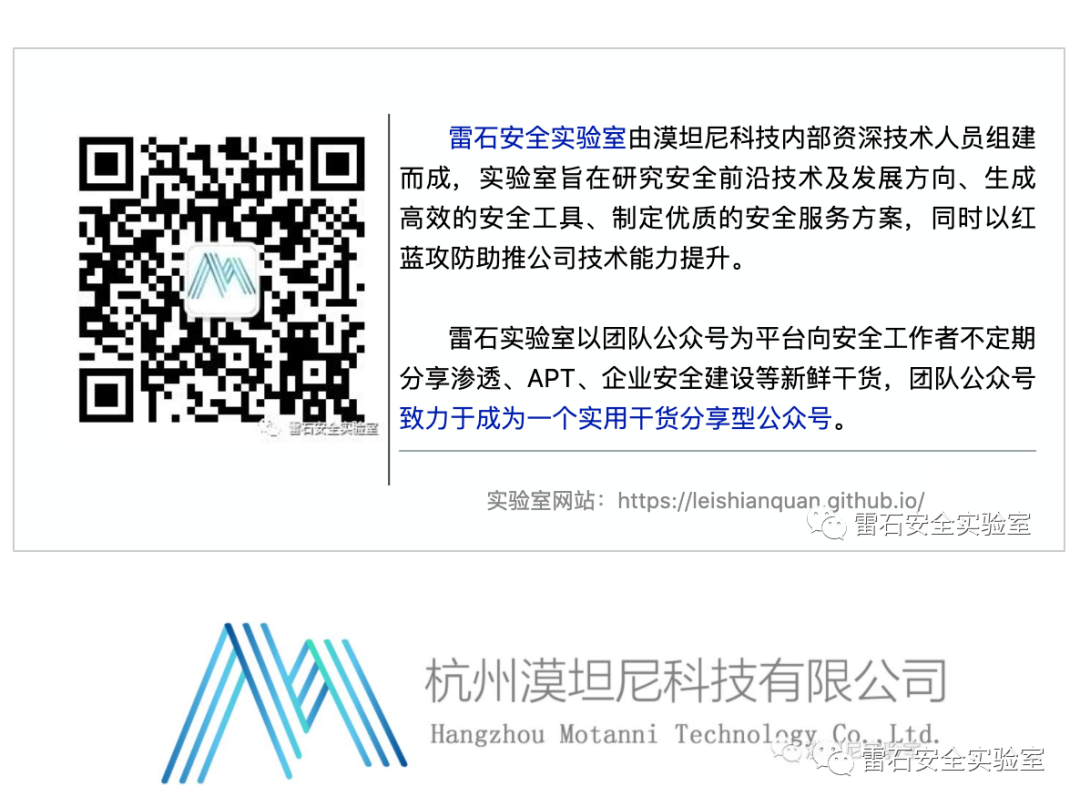 雷石安全实验室由漠坦尼科技内部资深技术人员组建
而成，实验室旨在研究安全前沿技术及发展方向、生成
高效的安全工具、制定优质的安全服务方案，同时以红
蓝攻防助推公司技术能力提升。
雷石实验室以团队公众号为平台向安全工作者不定期
分享渗透、APT、企业安全建设等新鲜干货，团队公众号
致力于成为一个实用干货分享型公众号。
雷石安全实验室
实验室网站：https://leishianquan.github.io/
雷石安全实验室
杭州漠坦尼科技有限公司
Hangzhou Motanni Technology Co.,Ltd.
雷石安全实验室